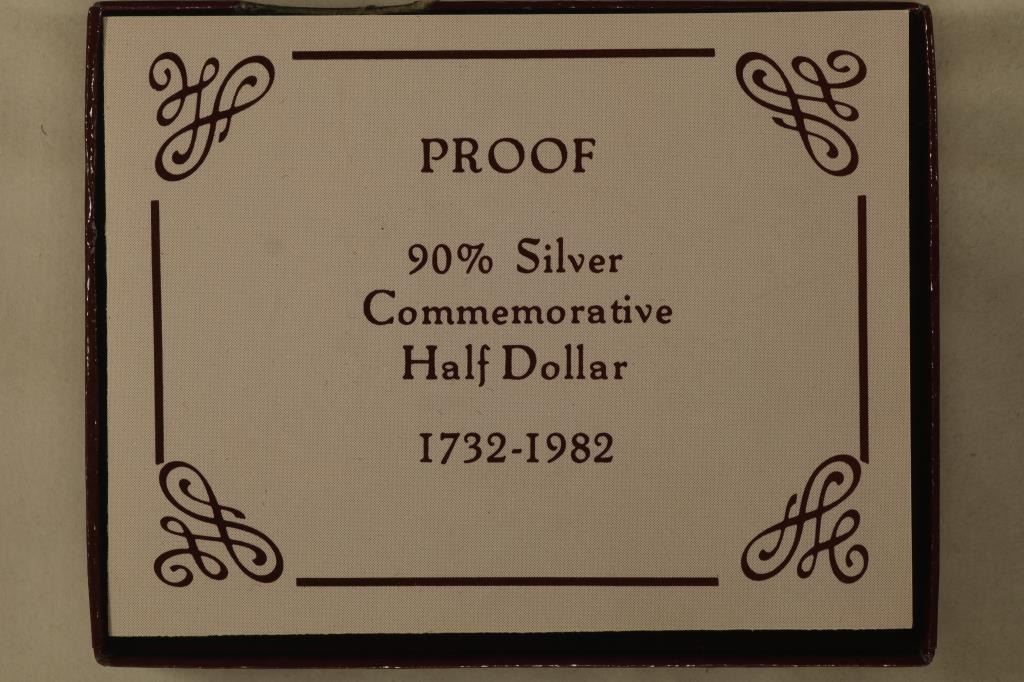 PROOF
90% Silver
Commemorative
Half Dollar
1732-1982